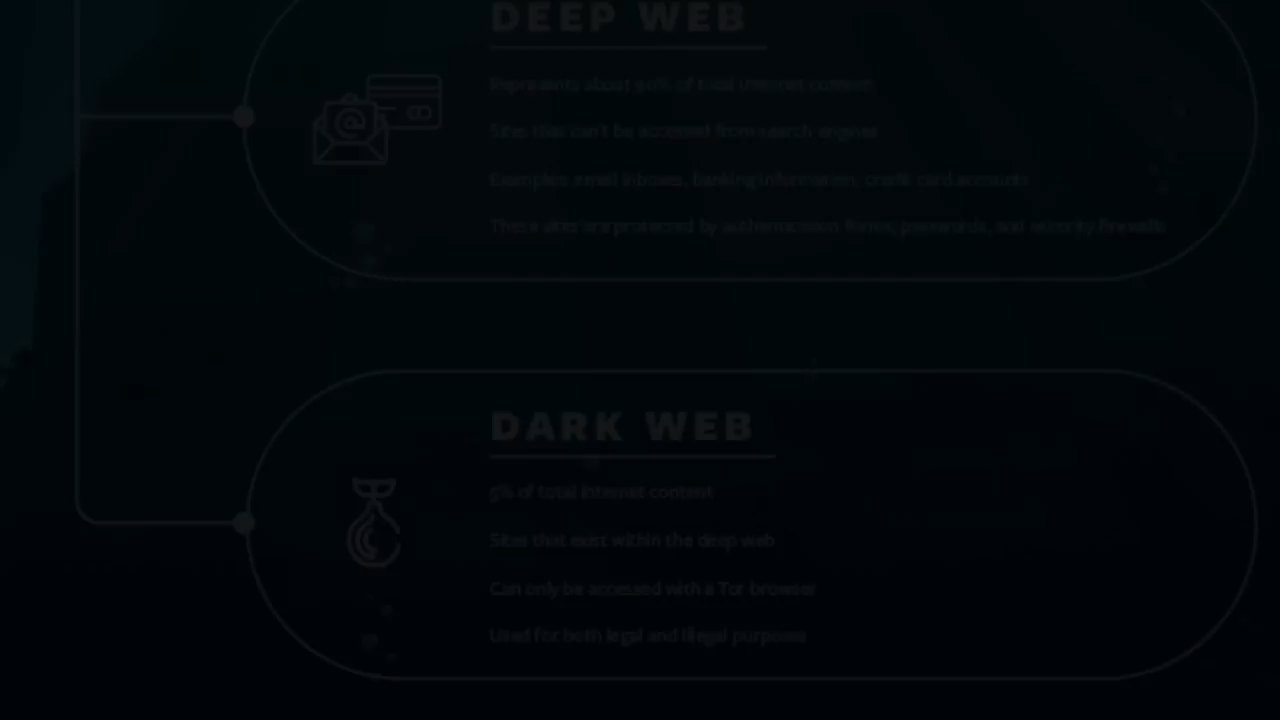 DEEP WEB
Represents about 90% of total internet content
Sites that can't be accessed from search engines
Examples: email inboxes, banking information, credit card accounts
These sites are protected by authentication forms, passwords, and security firewalls
DARK WEB
5% of total internet content
Sites that exist within the deep web
Can only be accessed with a Tor browser
Used for both legal and illegal purposes